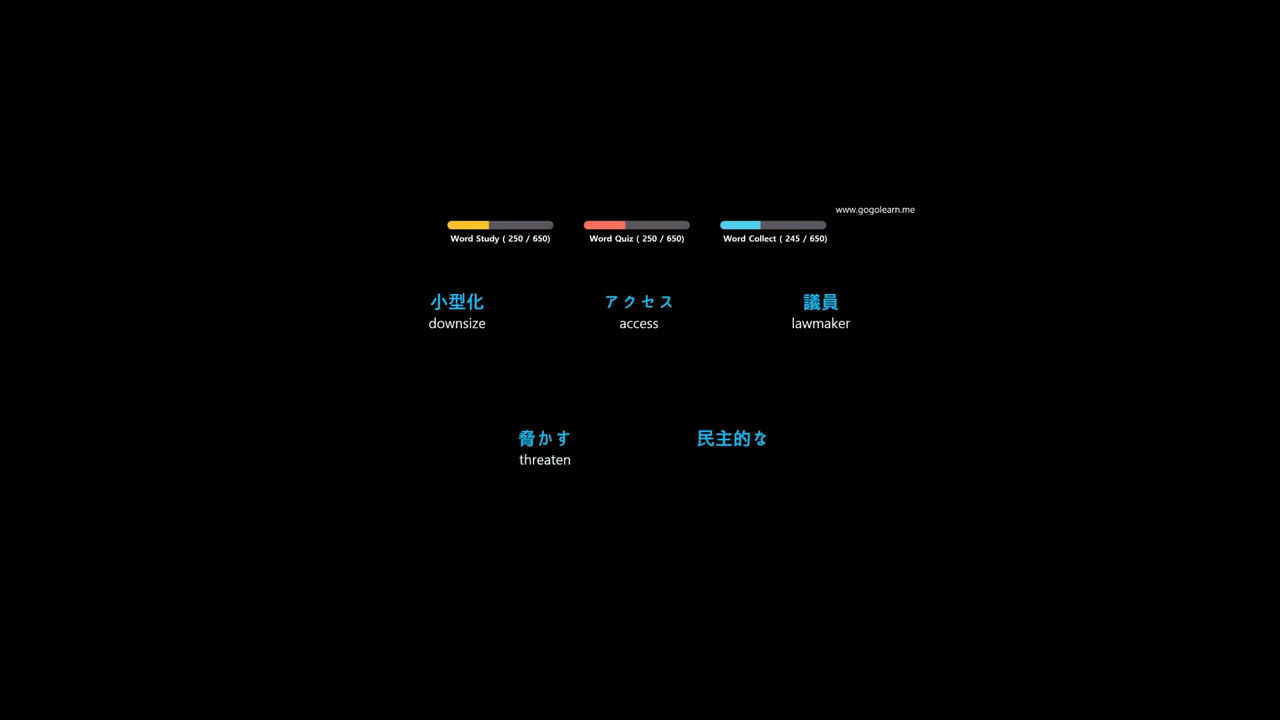 www.gogolearn.me
Word Study ( 250 / 650) Word Quiz ( 250 / 650) Word Collect ( 245 / 650)
小型化 アクセス 議員
downsize access lawmaker
脅かす 民主的な
threaten